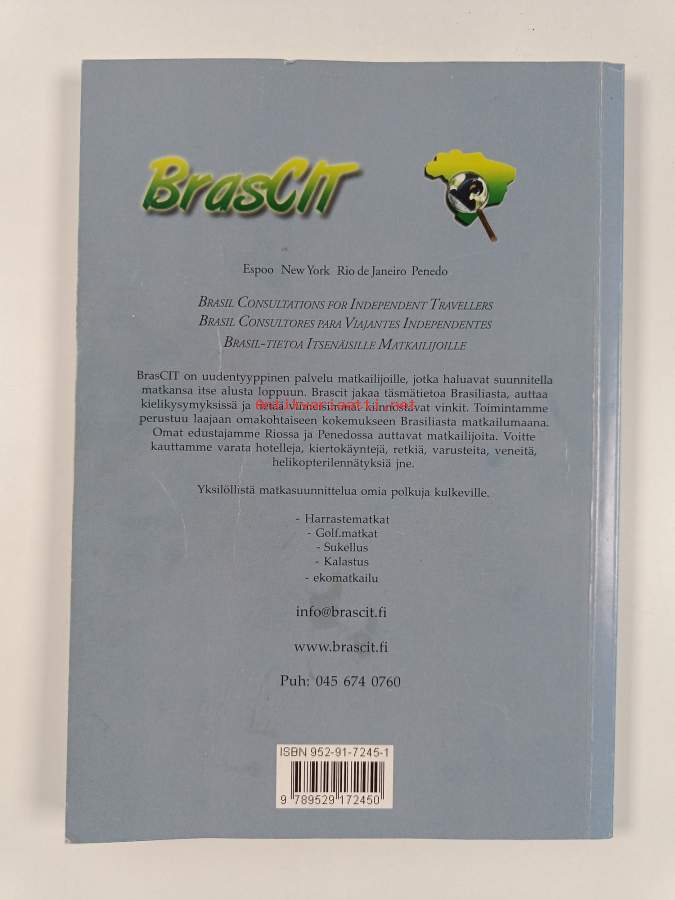 BrasCIT
Espoo New York Rio de Janeiro Penedo
BRASIL CONSULTATIONS FOR INDEPENDENT TRAVELLERS
BRASIL CONSULTORES PARA VIAJANTES INDEPENDENTES
BRASIL-TIETOA ITSENÄISILLE MATKAILIJOILLE
BrasCIT on uudentyyppinen palvelu matkailijoille, jotka haluavat suunnitella
matkansa itse alusta loppuun. Brascit jakaa täsmätietoa Brasiliasta, auttaa
kielikysymyksissä ja antaa viimeisimmät kiinnostavat vinkit. Toimintamme
perustuu laajaan omakohtaiseen kokemukseen Brasiliasta matkailumaana.
Omat edustajamme Riossa ja Penedossa auttavat matkailijoita. Voitte
kauttamme varata hotelleja, kiertokäyntejä, retkiä, varusteita, veneitä,
helikopterilennätyksiä jne.
Yksilöllistä matkasuunnittelua omia polkuja kulkeville.
- Harrastematkat
- Golf.matkat
- Sukellus
- Kalastus
- ekomatkailu
info@brascit.fi
www.brascit.fi
Puh: 045 674 0760
ISBN 952-91-7245-1
9 789529 172450